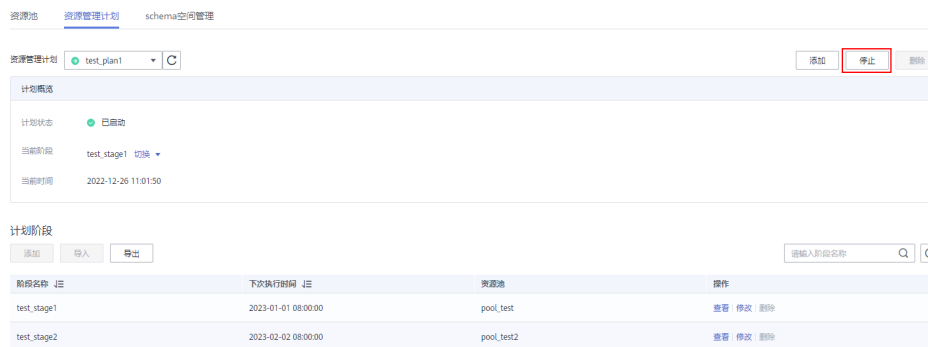 资源池 资源管理计划 schema空间管理
资源管理计划 test_plan1 添加 停止 删除
计划概览
计划状态 已启动
当前阶段 test_stage1 切换
当前时间 2022-12-26 11:01:50
计划阶段
添加 导入 导出 请输入阶段名称
阶段名称 下次执行时间 资源池 操作
test_stage1 2023-01-01 08:00:00 pool_test 查看 修改 删除
test_stage2 2023-02-02 08:00:00 pool_test2 查看 修改 删除